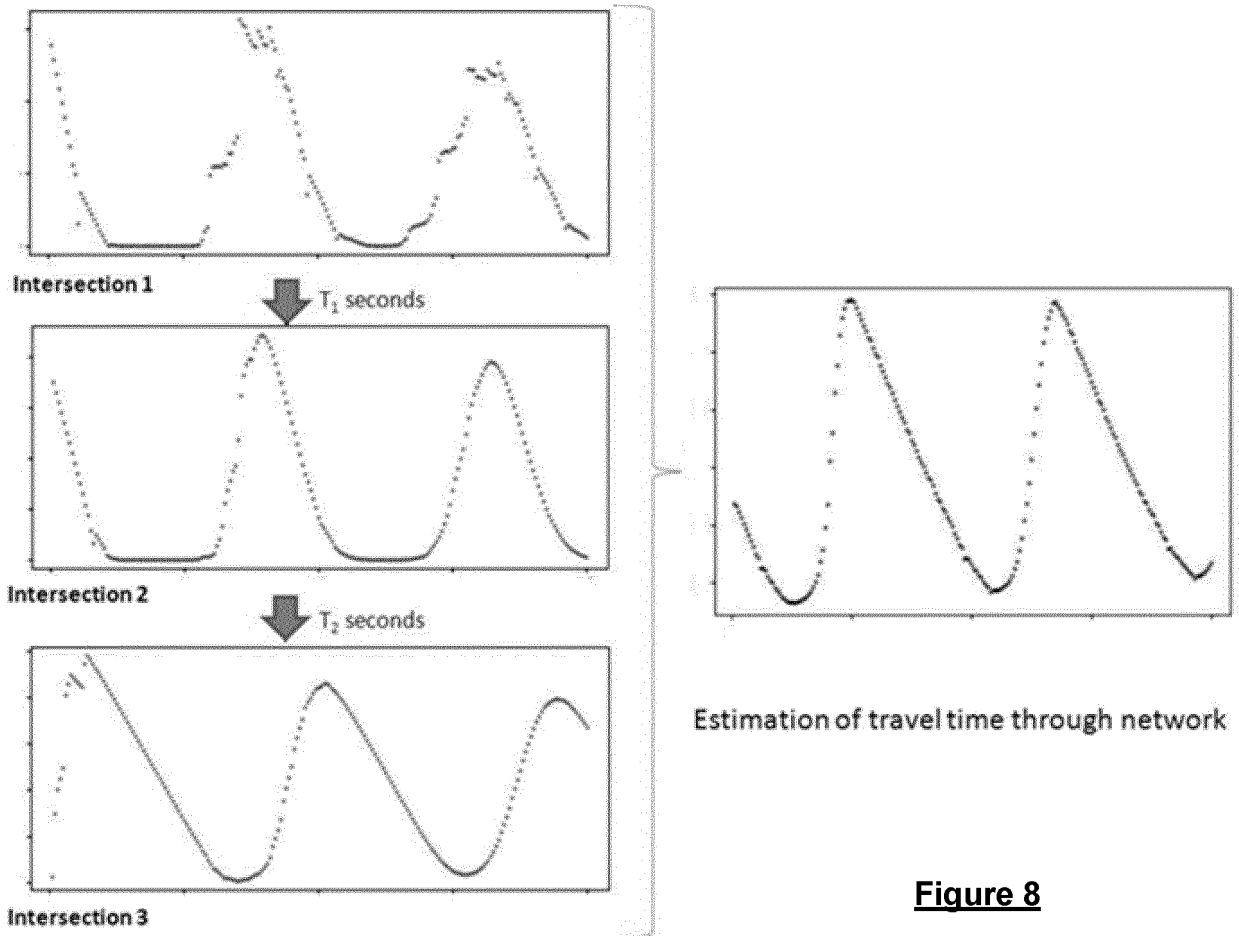 Intersection 1
T1 seconds
Intersection 2
T2 seconds
Intersection 3
Estimation of travel time through network
Figure 8